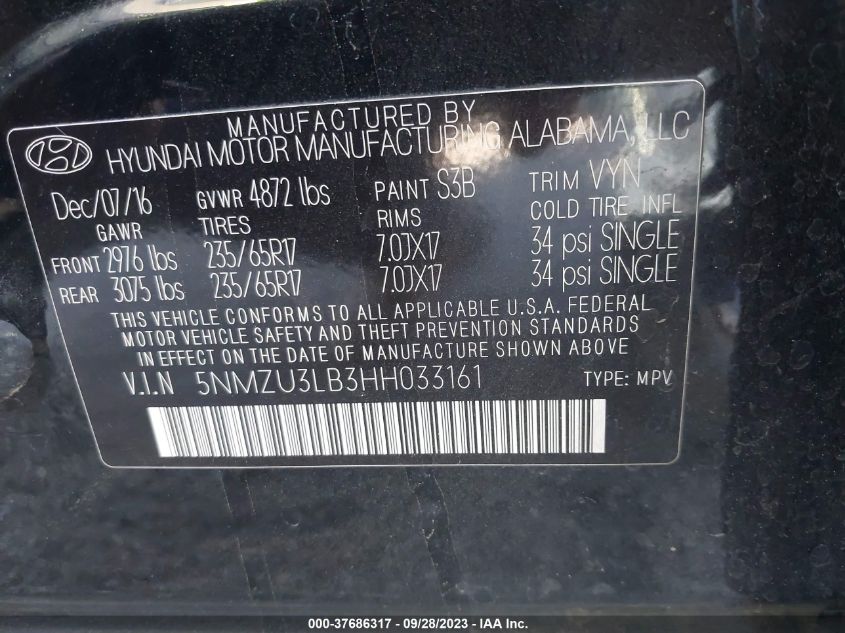 MANUFACTURED BY
HYUNDAI MOTOR MANUFACTURING ALABAMA, LLC
Dec/07/16 GVWR 4872 lbs PAINT S3B TRIM VYN
GAWR TIRES RIMS COLD TIRE INFL
FRONT 2976 lbs 235/65R17 7.0JX17 34 psi SINGLE
REAR 3075 lbs 235/65R17 7.0JX17 34 psi SINGLE
THIS VEHICLE CONFORMS TO ALL APPLICABLE U.S.A. FEDERAL
MOTOR VEHICLE SAFETY AND THEFT PREVENTION STANDARDS
IN EFFECT ON THE DATE OF MANUFACTURE SHOWN ABOVE.
V.I.N 5NMZU3LB3HH033161 TYPE: MPV
000-37686317 - 09/28/2023 - © IAA Inc.